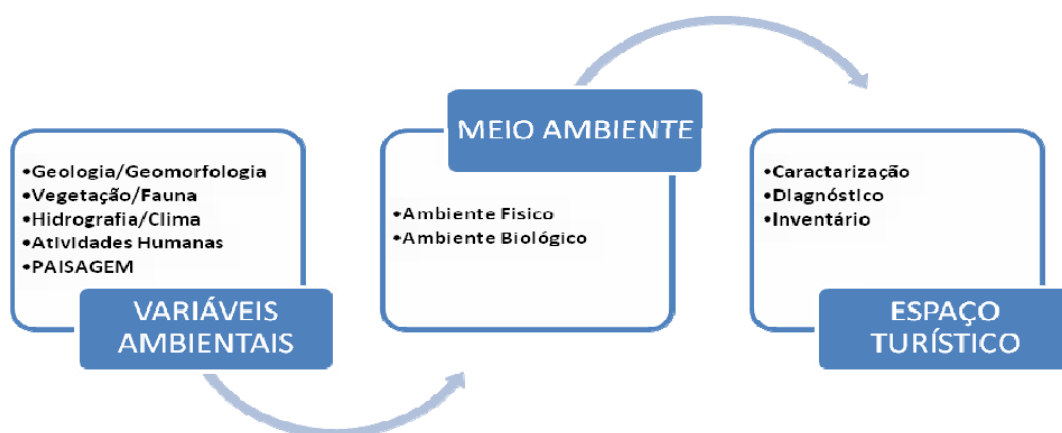 •Geologia/Geomorfologia
•Vegetação/Fauna
•Hidrografia/Clima
•Atividades Humanas
•PAISAGEM
VARIÁVEIS
AMBIENTAIS
MEIO AMBIENTE
•Ambiente Fisico
•Ambiente Biológico
•Caractarização
•Diagnóstico
•Inventário
ESPAÇO
TURÍSTICO